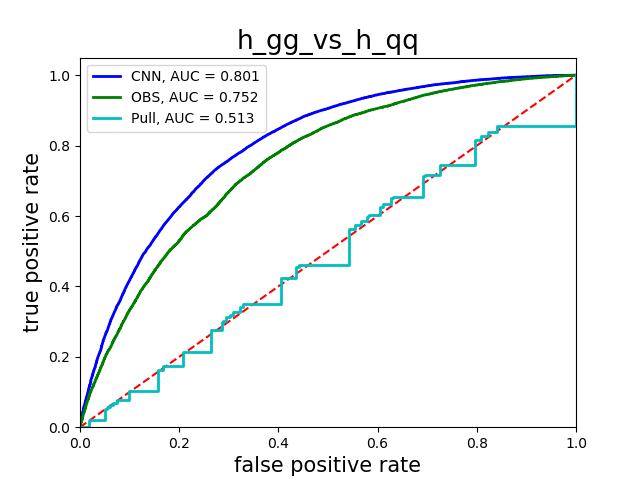 h_gg_vs_h_qq
CNN, AUC = 0.801
OBS, AUC = 0.752
Pull, AUC = 0.513
true positive rate
1.0
0.8
0.6
0.4
0.2
0.0
0.0 0.2 0.4 0.6 0.8 1.0
false positive rate